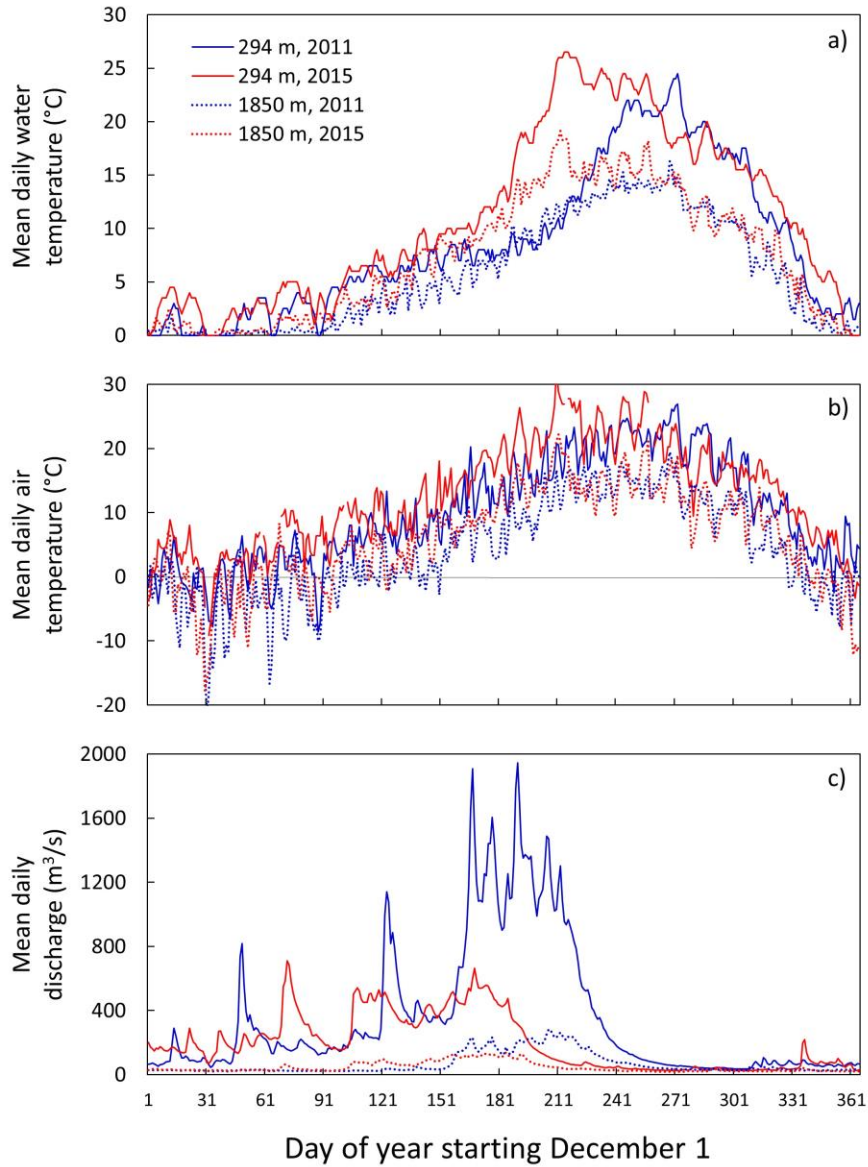 30
25
20
15
10
5
0
Mean daily water
temperature (°C)
294 m, 2011
294 m, 2015
1850 m, 2011
1850 m, 2015
a)
30
20
10
0
-10
-20
Mean daily air
temperature (°C)
b)
2000
1600
1200
800
400
0
Mean daily
discharge (m³/s)
c)
1 31 61 91 121 151 181 211 241 271 301 331 361
Day of year starting December 1